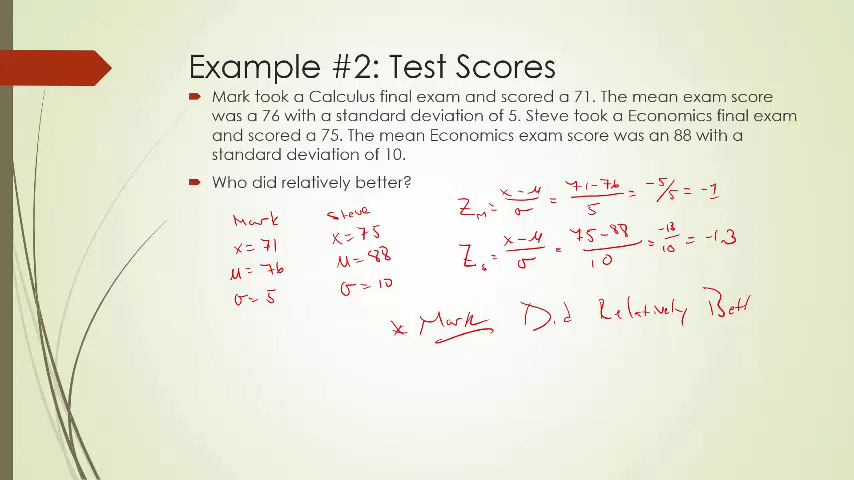 Example #2: Test Scores
Mark took a Calculus final exam and scored a 71. The mean exam score
was a 76 with a standard deviation of 5. Steve took a Economics final exam
and scored a 75. The mean Economics exam score was an 88 with a
standard deviation of 10.
Who did relatively better?
Mark
x=71
μ=76
σ=5
Steve
x=75
μ=88
σ=10
Z_M = (x-μ)/σ = (71-76)/5 = -5/5 = -1
Z_s = (x-μ)/σ = (75-88)/10 = -13/10 = -1.3
* Mark Did Relatively Bett